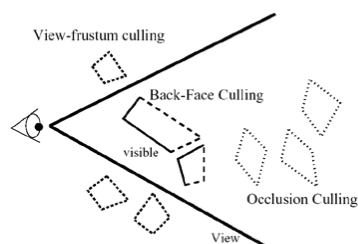 View-frustum culling
Back-Face Culling
visible
Occlusion Culling
View